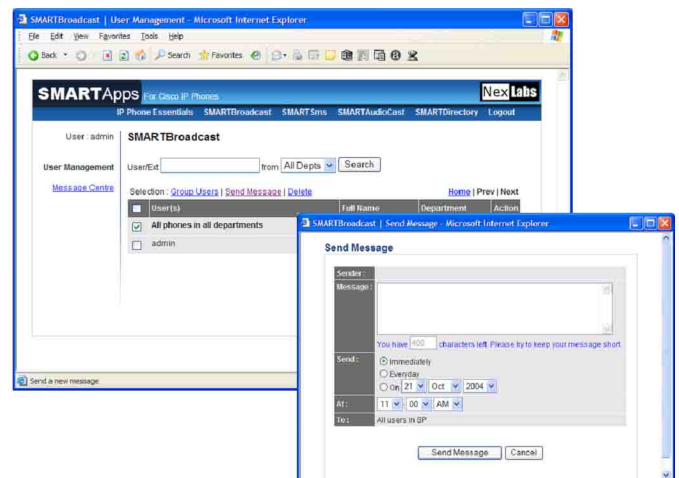 SMARTBroadcast | User Management - Microsoft Internet Explorer
File Edit View Favorites Tools Help
Back Search Favorites
SMARTApps For Cisco IP Phones
NexLabs
IP Phone Essentials SMARTBroadcast SMARTSms SMARTAudioCast SMARTDirectory Logout
User : admin
SMARTBroadcast
User Management
User/Ext from All Depts Search
Message Centre
Selection : Group Users | Send Message | Delete
Home | Prev | Next
User(s) Full Name Department Action
All phones in all departments
admin
Send a new message
SMARTBroadcast | Send Message - Microsoft Internet Explorer
Send Message
Sender :
Message :
You have 400 characters left. Please try to keep your message short.
Send :
Immediately
Everyday
On 21 Oct 2004
At : 11 : 00 AM
To : All users in BP
Send Message Cancel